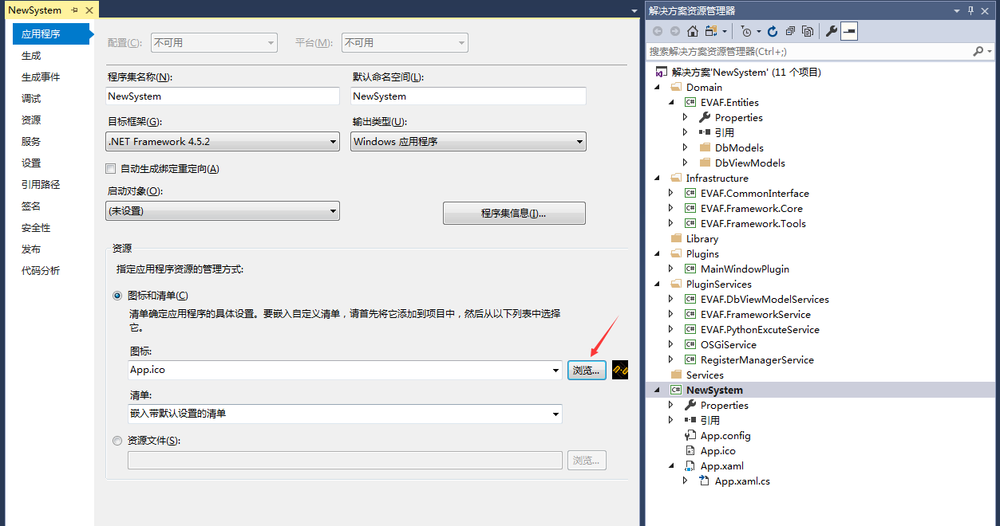 NewSystem
应用程序
生成
生成事件
调试
资源
服务
设置
引用路径
签名
安全性
发布
代码分析
配置(C): 不可用 平台(M): 不可用
程序集名称(N): 默认命名空间(L):
NewSystem NewSystem
目标框架(G): 输出类型(U):
.NET Framework 4.5.2 Windows 应用程序
自动生成绑定重定向(A)
启动对象(O):
(未设置) 程序集信息(I)...
资源
指定应用程序资源的管理方式:
图标和清单(C)
清单确定应用程序的具体设置。要嵌入自定义清单，请首先将它添加到项目中，然后从以下列表中选择
它。
图标:
App.ico 浏览...
清单:
嵌入带默认设置的清单
资源文件(S):
浏览...
解决方案资源管理器
搜索解决方案资源管理器(Ctrl+;)
解决方案'NewSystem' (11 个项目)
Domain
C# EVAF.Entities
Properties
引用
DbModels
DbViewModels
Infrastructure
C# EVAF.CommonInterface
C# EVAF.Framework.Core
C# EVAF.Framework.Tools
Library
Plugins
C# MainWindowPlugin
PluginServices
C# EVAF.DbViewModelServices
C# EVAF.FrameworkService
C# EVAF.PythonExcuteService
C# OSGiService
C# RegisterManagerService
Services
C# NewSystem
Properties
引用
App.config
App.ico
App.xaml
App.xaml.cs